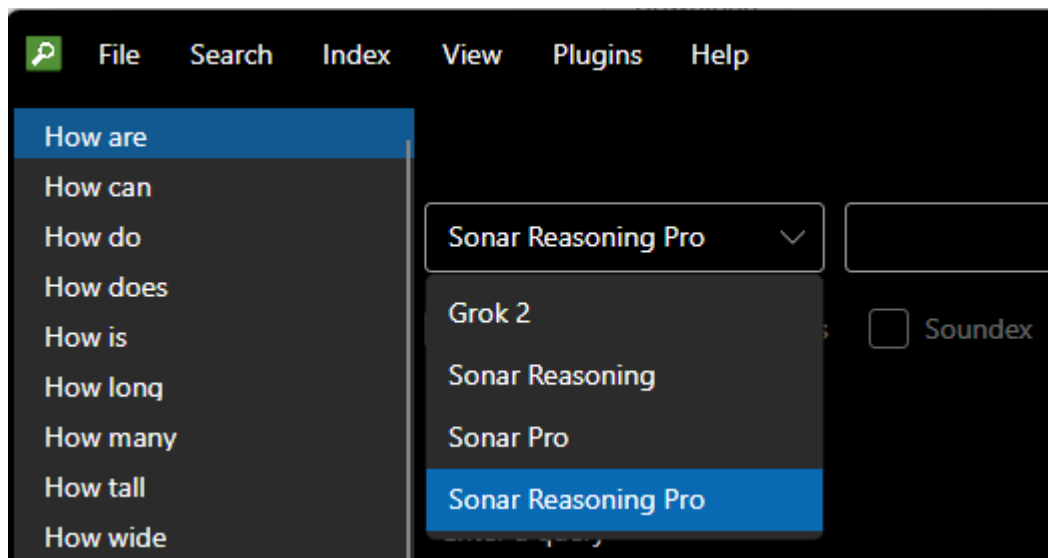 File Search Index View Plugins Help
How are
How can
How do
How does
How is
How long
How many
How tall
How wide
Sonar Reasoning Pro
Grok 2
Sonar Reasoning
Sonar Pro
Sonar Reasoning Pro
Soundex